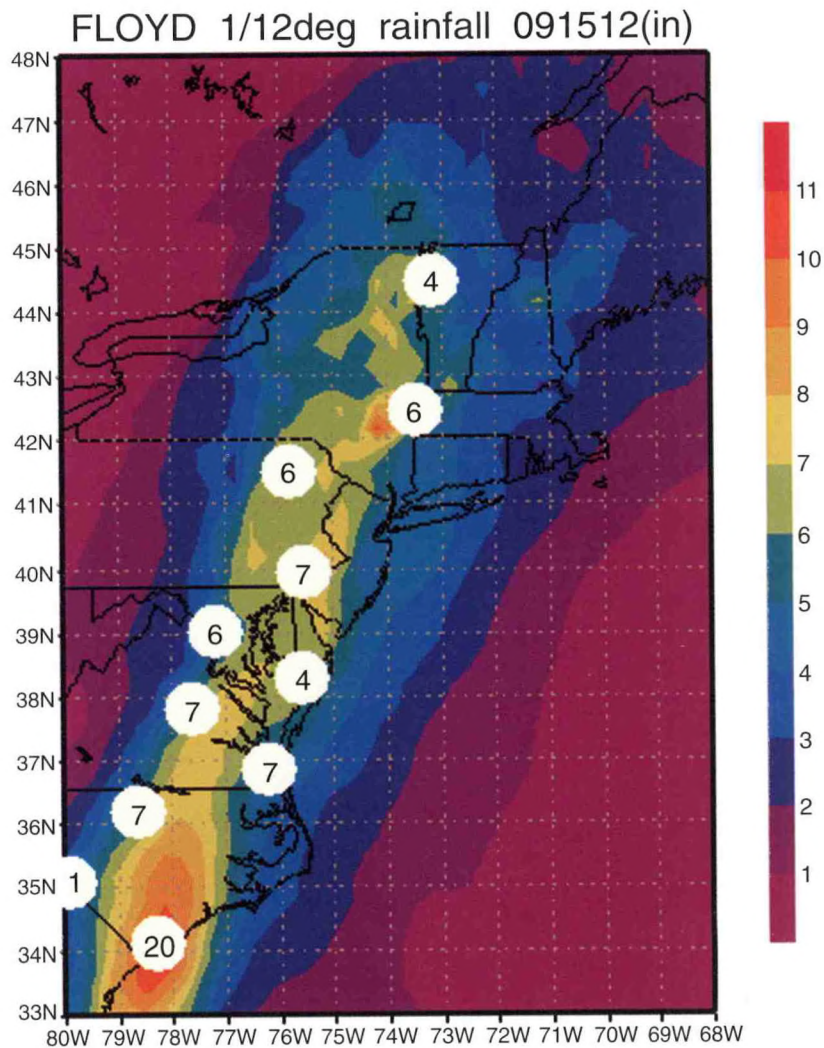 FLOYD 1/12deg rainfall 091512(in)
48N
47N
46N
45N
44N
43N
42N
41N
40N
39N
38N
37N
36N
35N
34N
33N
4
6
6
7
6
4
7
7
7
1
20
11
10
9
8
7
6
5
4
3
2
1
80W 79W 78W 77W 76W 75W 74W 73W 72W 71W 70W 69W 68W